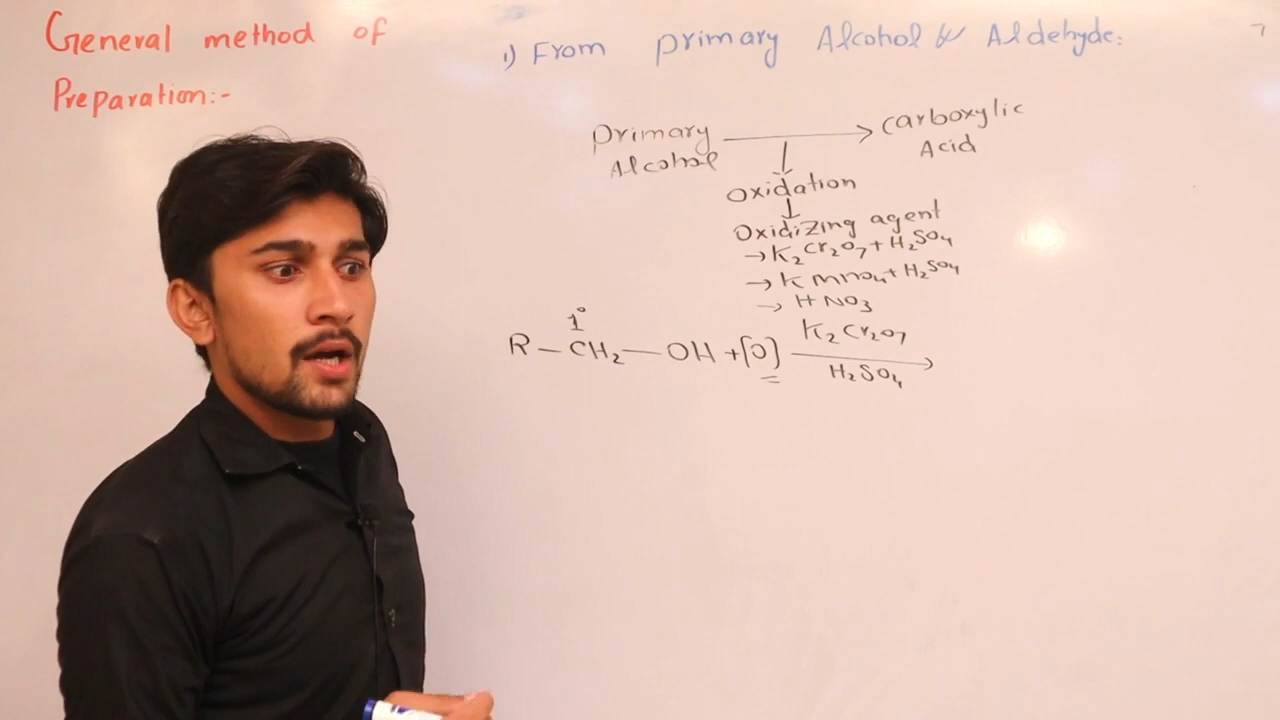 General method of
Preparation:-
1) From primary Alcohol & Aldehyde:
Primary Alcohol → Carboxylic Acid
↓
Oxidation
↓
Oxidizing agent
→ K₂Cr₂O₇ + H₂SO₄
→ KMnO₄ + H₂SO₄
→ HNO₃
1°
R — CH₂ — OH + [O] → K₂Cr₂O₇
H₂SO₄